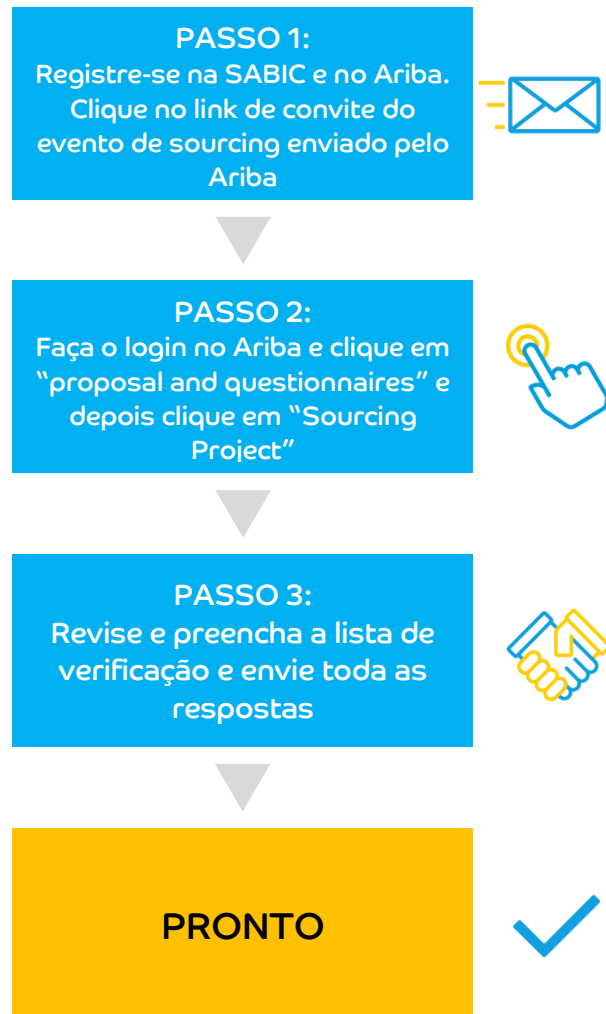 PASSO 1:
Registre-se na SABIC e no Ariba.
Clique no link de convite do
evento de sourcing enviado pelo
Ariba
PASSO 2:
Faça o login no Ariba e clique em
“proposal and questionnaires” e
depois clique em “Sourcing
Project”
PASSO 3:
Revise e preencha a lista de
verificação e envie toda as
respostas
PRONTO